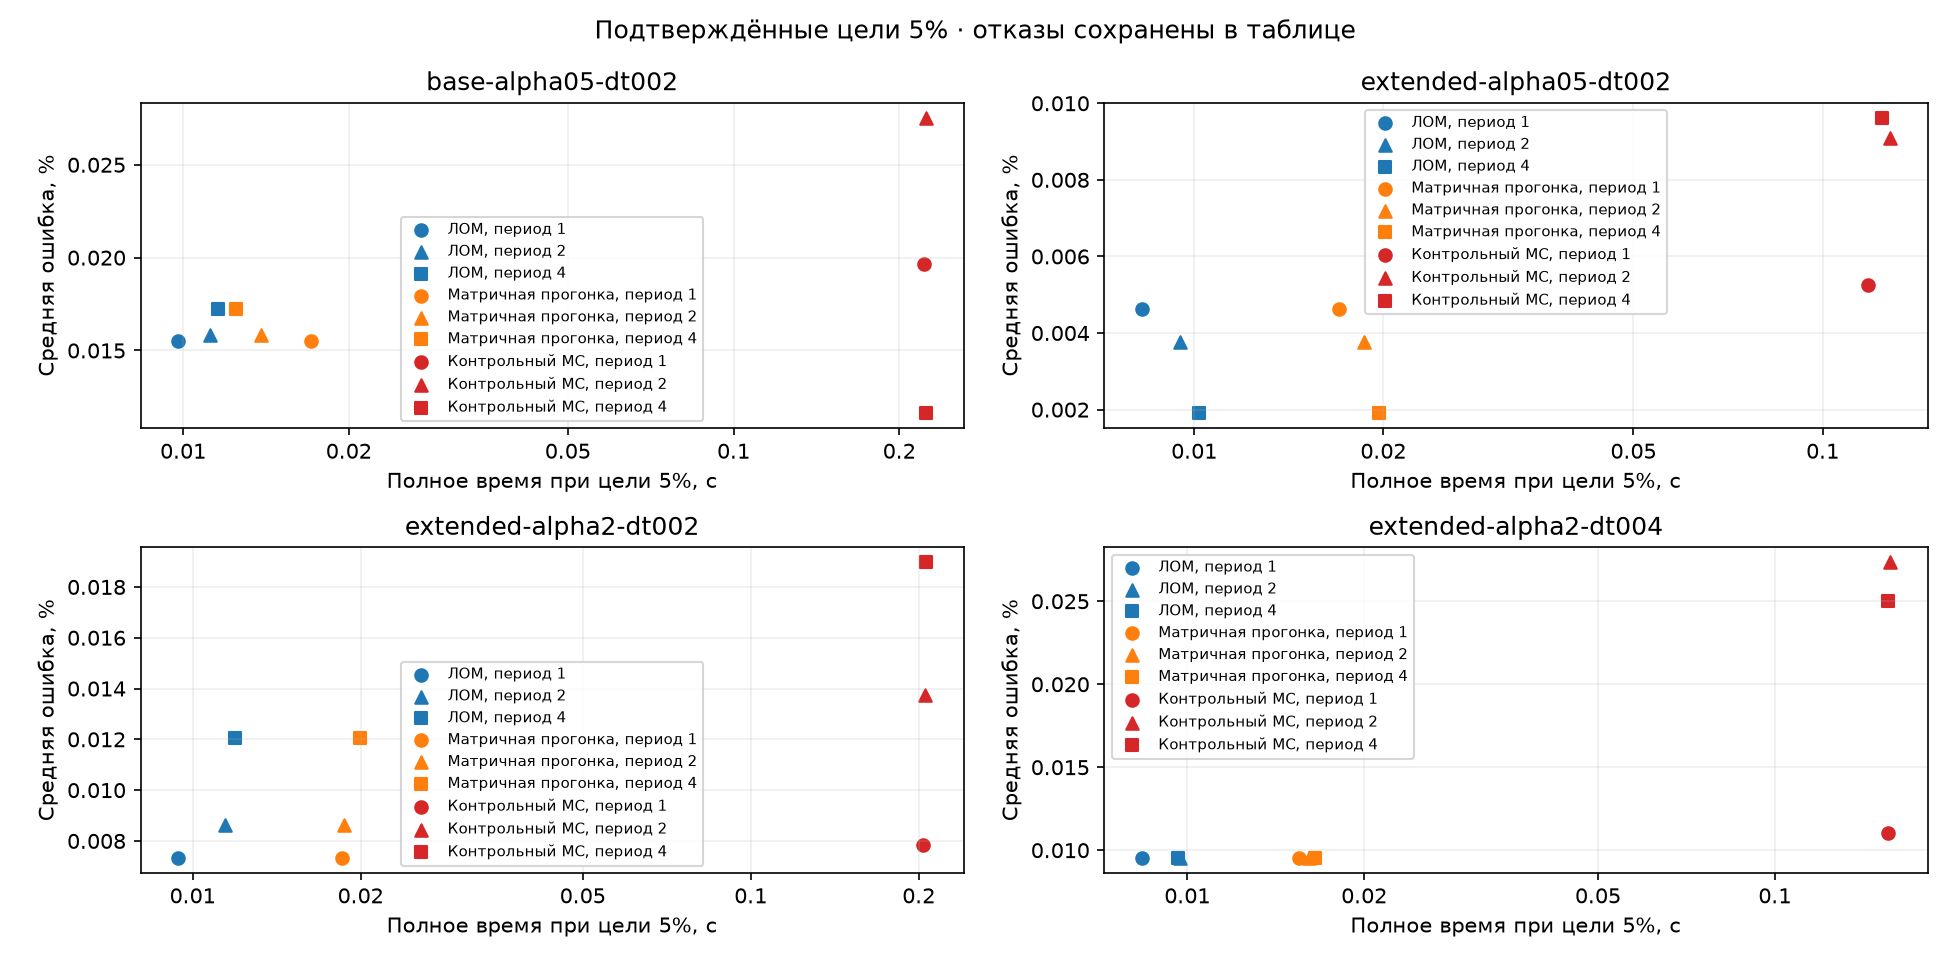 Подтверждённые цели 5% · отказы сохранены в таблице
base-alpha05-dt002
Средняя ошибка, %
0.025
0.020
0.015
ЛОМ, период 1
ЛОМ, период 2
ЛОМ, период 4
Матричная прогонка, период 1
Матричная прогонка, период 2
Матричная прогонка, период 4
Контрольный МС, период 1
Контрольный МС, период 2
Контрольный МС, период 4
0.01 0.02 0.05 0.1 0.2
Полное время при цели 5%, с
extended-alpha05-dt002
Средняя ошибка, %
0.010
0.008
0.006
0.004
0.002
ЛОМ, период 1
ЛОМ, период 2
ЛОМ, период 4
Матричная прогонка, период 1
Матричная прогонка, период 2
Матричная прогонка, период 4
Контрольный МС, период 1
Контрольный МС, период 2
Контрольный МС, период 4
0.01 0.02 0.05 0.1
Полное время при цели 5%, с
extended-alpha2-dt002
Средняя ошибка, %
0.018
0.016
0.014
0.012
0.010
0.008
ЛОМ, период 1
ЛОМ, период 2
ЛОМ, период 4
Матричная прогонка, период 1
Матричная прогонка, период 2
Матричная прогонка, период 4
Контрольный МС, период 1
Контрольный МС, период 2
Контрольный МС, период 4
0.01 0.02 0.05 0.1 0.2
Полное время при цели 5%, с
extended-alpha2-dt004
Средняя ошибка, %
0.025
0.020
0.015
0.010
ЛОМ, период 1
ЛОМ, период 2
ЛОМ, период 4
Матричная прогонка, период 1
Матричная прогонка, период 2
Матричная прогонка, период 4
Контрольный МС, период 1
Контрольный МС, период 2
Контрольный МС, период 4
0.01 0.02 0.05 0.1
Полное время при цели 5%, с